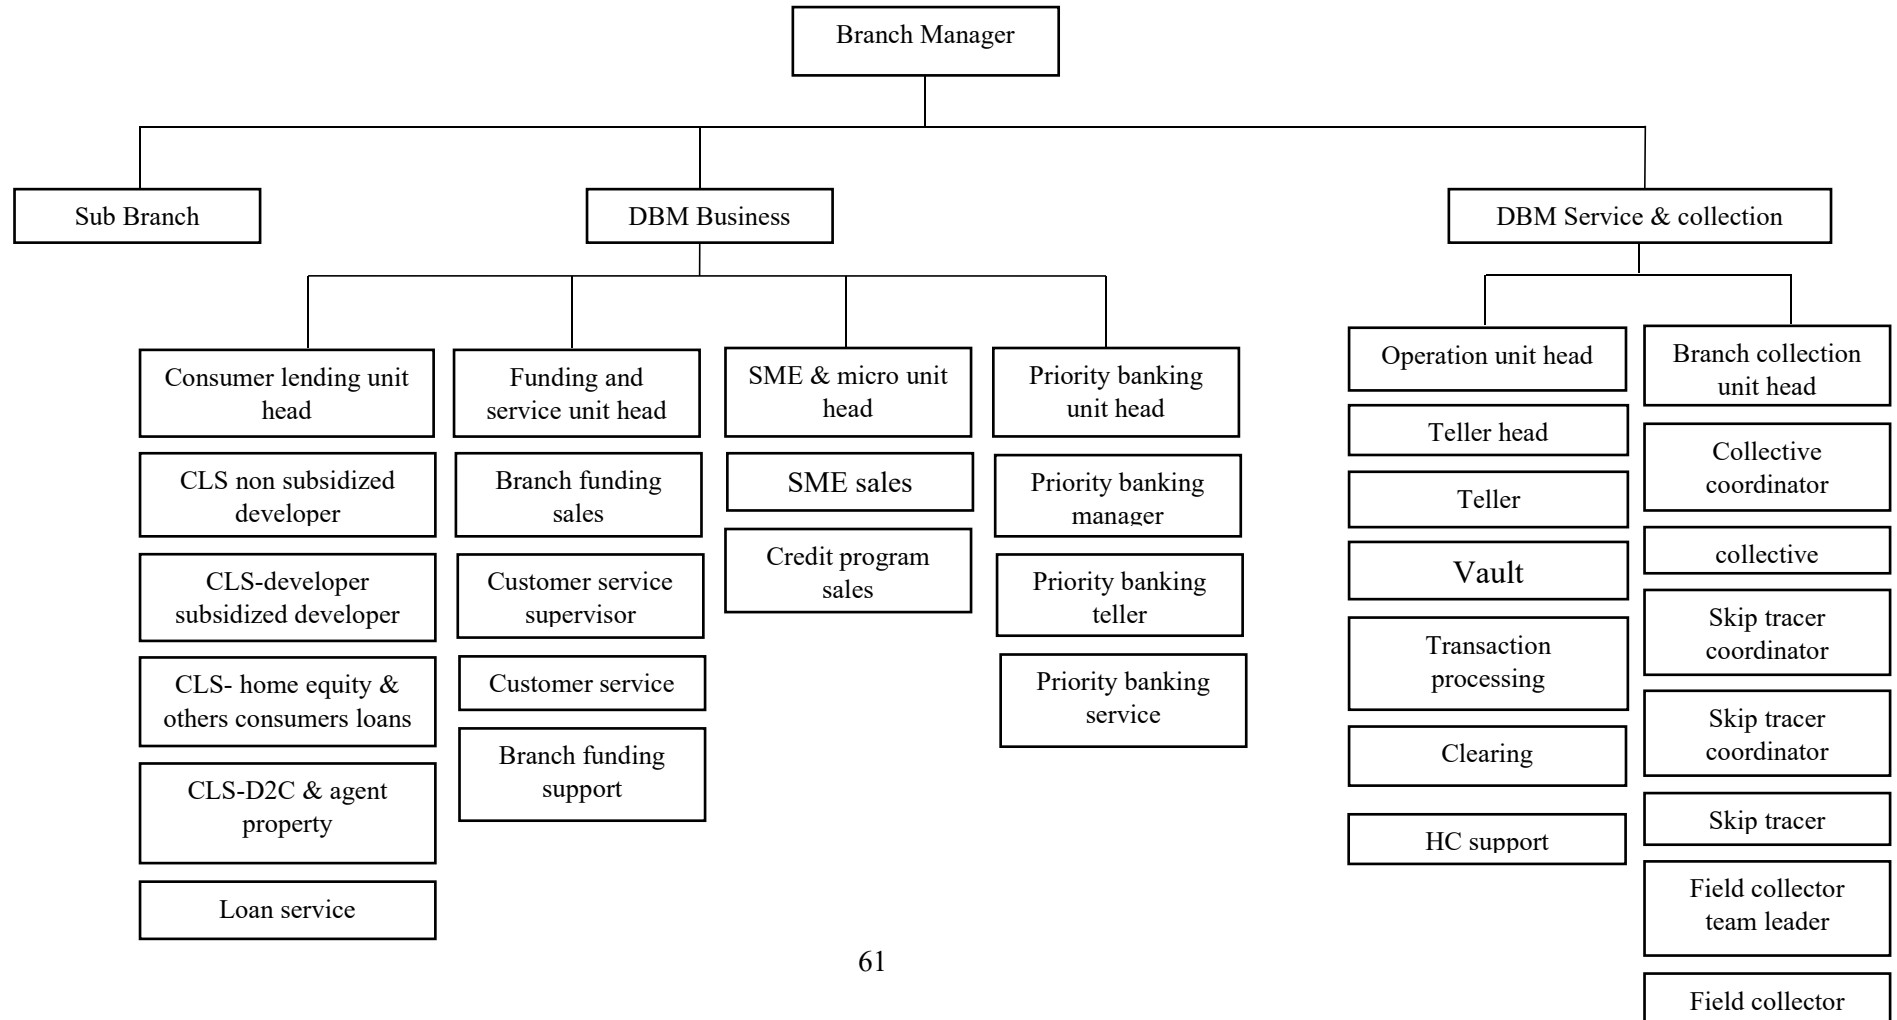 Branch Manager
Sub Branch
DBM Business
DBM Service & collection
Consumer lending unit
head
CLS non subsidized
developer
CLS-developer
subsidized developer
CLS- home equity &
others consumers loans
CLS-D2C & agent
property
Loan service
Funding and
service unit head
Branch funding
sales
Customer service
supervisor
Customer service
Branch funding
support
SME & micro unit
head
SME sales
Credit program
sales
Priority banking
unit head
Priority banking
manager
Priority banking
teller
Priority banking
service
Operation unit head
Teller head
Teller
Vault
Transaction
processing
Clearing
HC support
Branch collection
unit head
Collective
coordinator
collective
Skip tracer
coordinator
Skip tracer
coordinator
Skip tracer
Field collector
team leader
Field collector
61